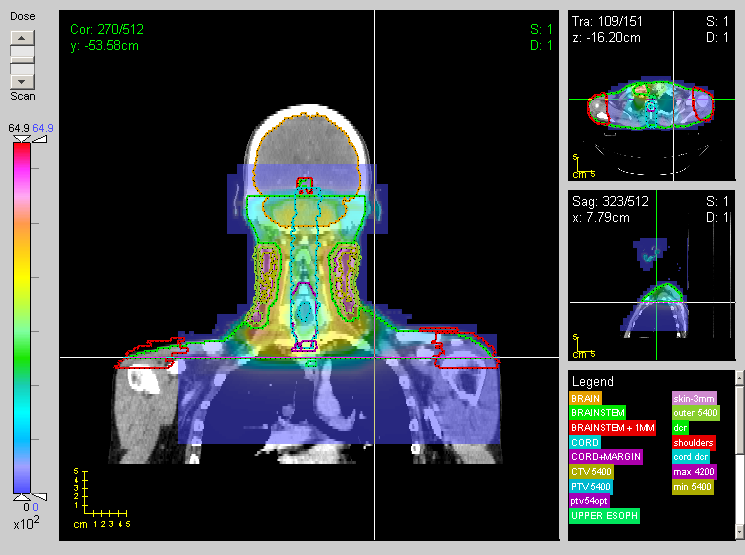 Dose
Scan
64.9 64.9
0 0
x10²
Cor: 270/512
y: -53.58cm
S: 1
D: 1
5
4
3
2
1
cm 1 2 3 4 5
Tra: 109/151
z: -16.20cm
S: 1
D: 1
5
cm 5
Sag: 323/512
x: 7.79cm
S: 1
D: 1
5
cm 5
Legend
BRAIN
BRAINSTEM
BRAINSTEM + 1MM
CORD
CORD+MARGIN
CTV 5400
PTV 5400
ptv54opt
UPPER ESOPH
skin-3mm
outer 5400
dcr
shoulders
cord dcr
max 4200
min 5400